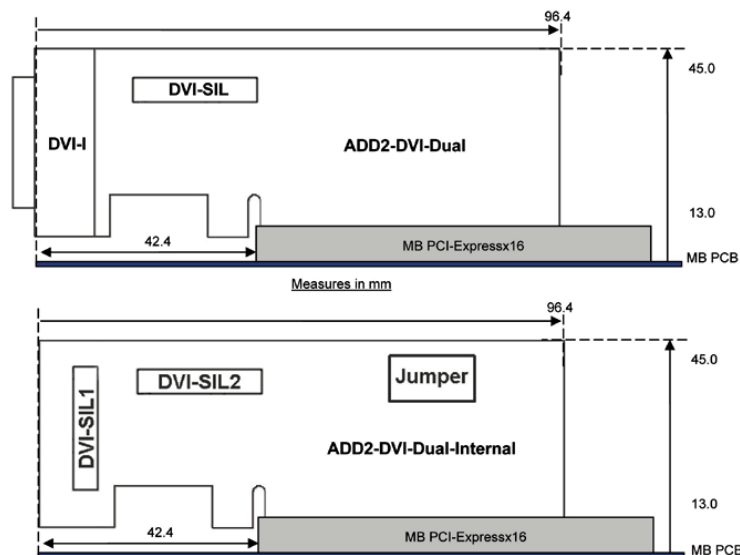 96.4
45.0
DVI-SIL
DVI-I
ADD2-DVI-Dual
13.0
42.4
MB PCI-Expressx16
MB PCB
Measures in mm
96.4
45.0
Jumper
DVI-SIL2
DVI-SIL1
ADD2-DVI-Dual-Internal
13.0
42.4
MB PCI-Expressx16
MB PCB